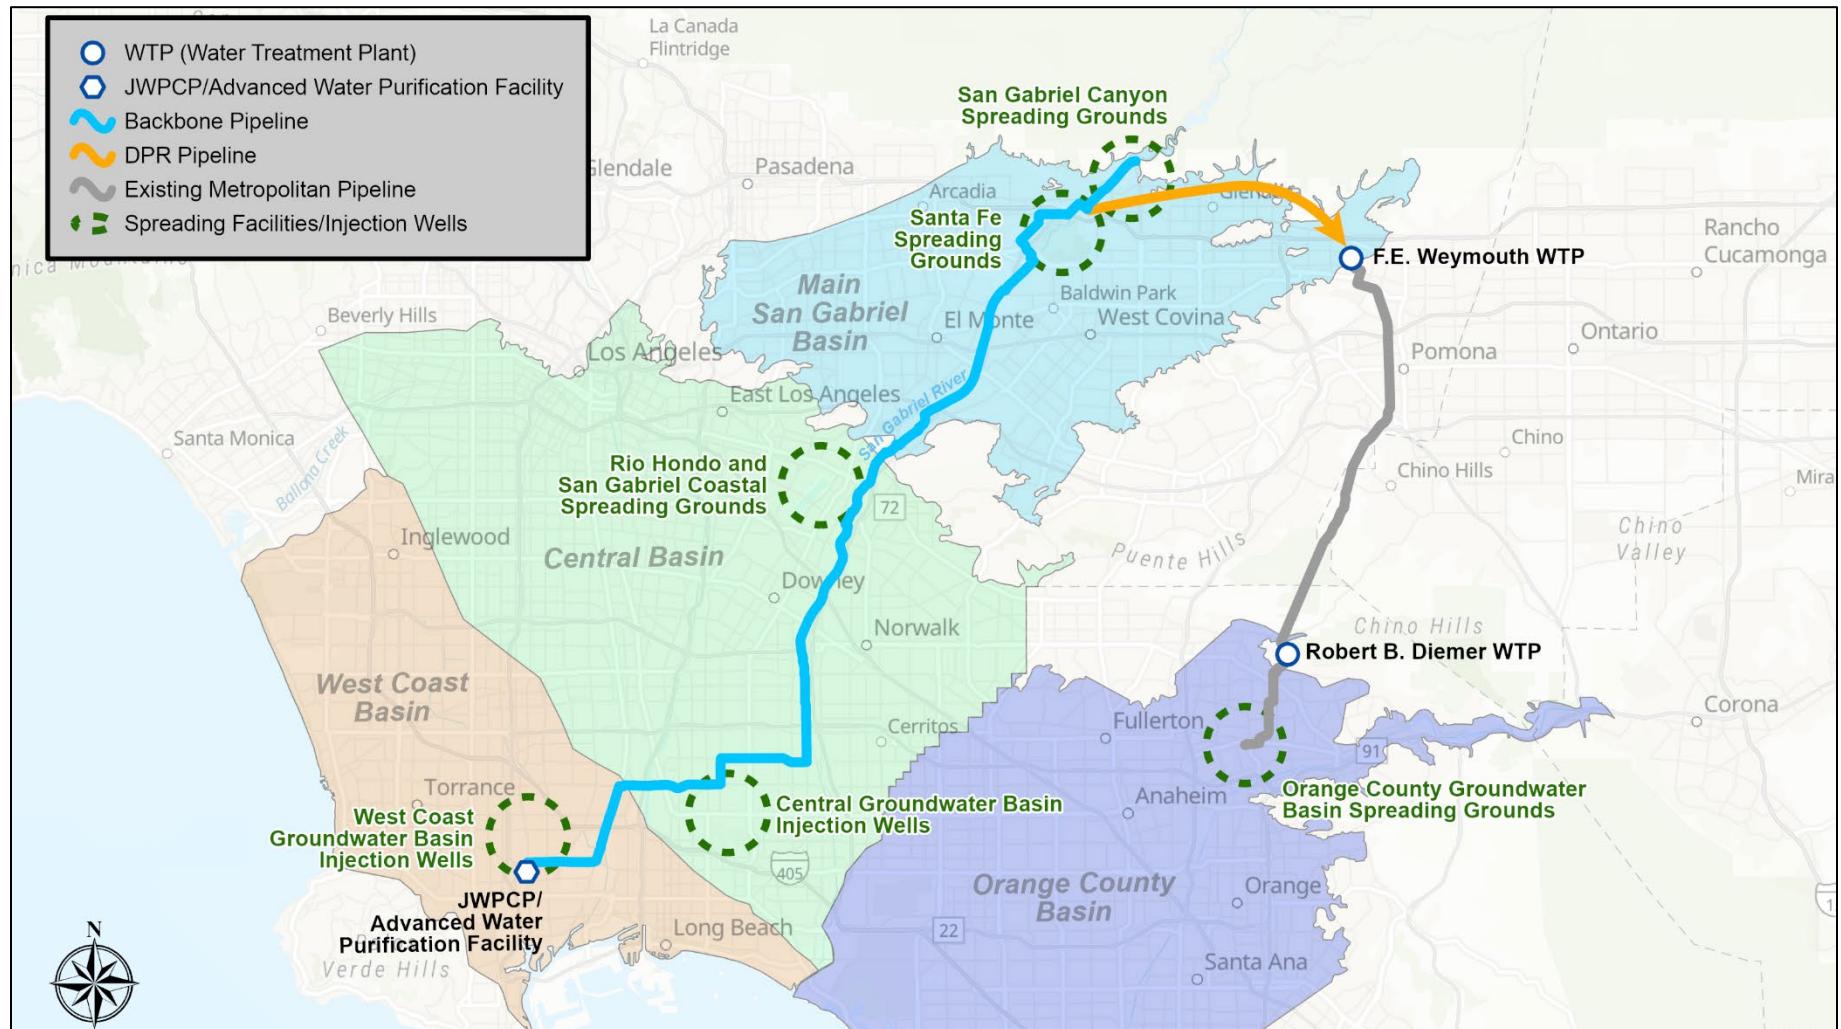 WTP (Water Treatment Plant)
JWPCP/Advanced Water Purification Facility
Backbone Pipeline
DPR Pipeline
Existing Metropolitan Pipeline
Spreading Facilities/Injection Wells
La Canada
Flintridge
San Gabriel Canyon
Spreading Grounds
Glendale
Pasadena
Arcadia
Glendora
Santa Fe
Spreading
Grounds
Rancho
Cucamonga
F.E. Weymouth WTP
Main
San Gabriel
Basin
Baldwin Park
El Monte
West Covina
Beverly Hills
Ontario
Los Angeles
Pomona
East Los Angeles
San Gabriel River
Santa Monica
Ballona Creek
Chino
Rio Hondo and
San Gabriel Coastal
Spreading Grounds
Chino Hills
Mira
72
Inglewood
Central Basin
Puente Hills
Chino
Valley
Downey
Norwalk
Chino Hills
Robert B. Diemer WTP
West Coast
Basin
Cerritos
Fullerton
Corona
91
Torrance
Anaheim
Orange County Groundwater
Basin Spreading Grounds
West Coast
Groundwater Basin
Injection Wells
Central Groundwater Basin
Injection Wells
405
Orange County
Basin
Orange
JWPCP/
Advanced Water
Purification Facility
Long Beach
22
Verde Hills
Santa Ana
N